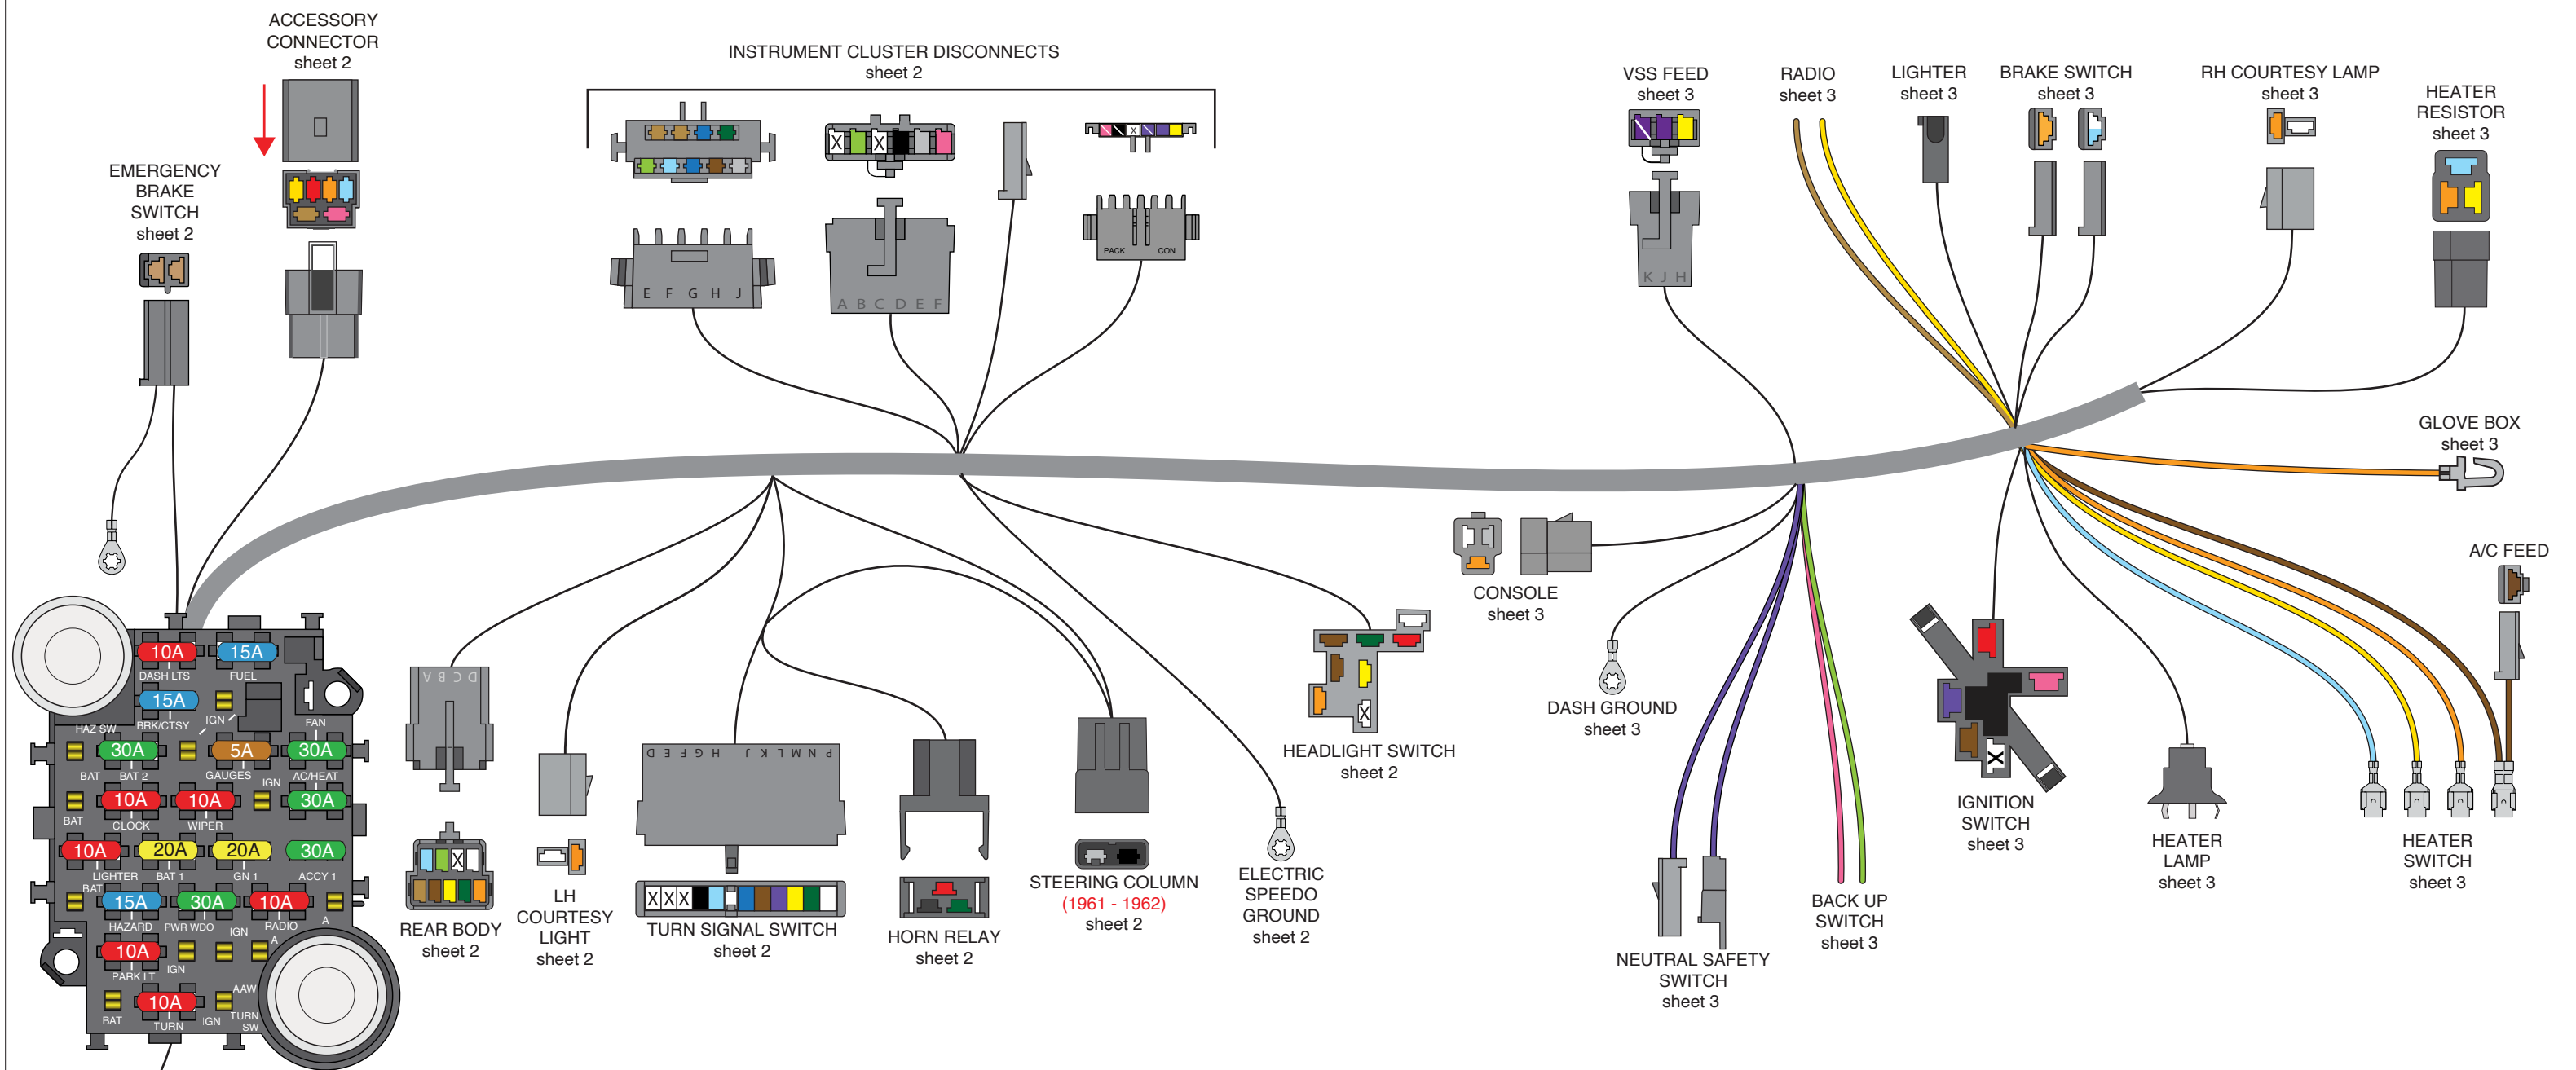 ACCESSORY
CONNECTOR
sheet 2
EMERGENCY
BRAKE
SWITCH
sheet 2
INSTRUMENT CLUSTER DISCONNECTS
sheet 2
E F G H J
A B C D E F
X X
X
PACK CON
VSS FEED
sheet 3
K J H
RADIO
sheet 3
LIGHTER
sheet 3
BRAKE SWITCH
sheet 3
RH COURTESY LAMP
sheet 3
HEATER
RESISTOR
sheet 3
GLOVE BOX
sheet 3
A/C FEED
CONSOLE
sheet 3
DASH GROUND
sheet 3
NEUTRAL SAFETY
SWITCH
sheet 3
BACK UP
SWITCH
sheet 3
X
IGNITION
SWITCH
sheet 3
HEATER
LAMP
sheet 3
HEATER
SWITCH
sheet 3
X
HEADLIGHT SWITCH
sheet 2
ELECTRIC
SPEEDO
GROUND
sheet 2
STEERING COLUMN
(1961 - 1962)
sheet 2
HORN RELAY
sheet 2
D E F G H J K L M N P
X X X
TURN SIGNAL SWITCH
sheet 2
LH
COURTESY
LIGHT
sheet 2
A B C D
X
REAR BODY
sheet 2
10A 15A
DASH LTS FUEL
15A
HAZ SW BRK/CTSY IGN FAN
30A 5A 30A
BAT BAT 2 GAUGES IGN AC/HEAT
10A 10A 30A
BAT CLOCK WIPER
10A 20A 20A 30A
LIGHTER BAT 1 IGN 1 ACCY 1
BAT
15A 30A 10A
HAZARD PWR WDO IGN RADIO A
10A A
PARK LT IGN
10A AAW
BAT TURN IGN TURN
SW